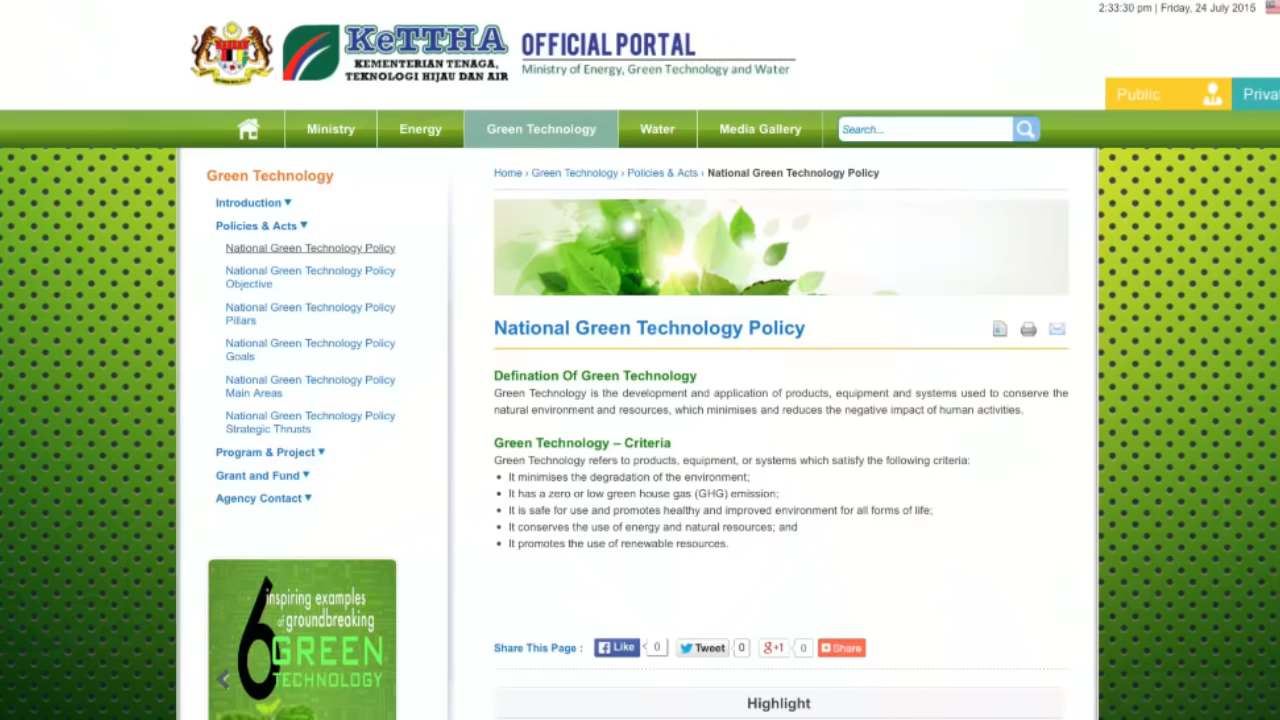 2:33:30 pm | Friday, 24 July 2015
KeTTHA
KEMENTERIAN TENAGA,
TEKNOLOGI HIJAU DAN AIR
OFFICIAL PORTAL
Ministry of Energy, Green Technology and Water
Public
Privat
Ministry
Energy
Green Technology
Water
Media Gallery
Search...
Green Technology
Introduction
Policies & Acts
National Green Technology Policy
National Green Technology Policy
Objective
National Green Technology Policy
Pillars
National Green Technology Policy
Goals
National Green Technology Policy
Main Areas
National Green Technology Policy
Strategic Thrusts
Program & Project
Grant and Fund
Agency Contact
6 inspiring examples
of groundbreaking
GREEN
TECHNOLOGY
Home › Green Technology › Policies & Acts › National Green Technology Policy
National Green Technology Policy
Defination Of Green Technology
Green Technology is the development and application of products, equipment and systems used to conserve the
natural environment and resources, which minimises and reduces the negative impact of human activities.
Green Technology – Criteria
Green Technology refers to products, equipment, or systems which satisfy the following criteria:
• It minimises the degradation of the environment;
• It has a zero or low green house gas (GHG) emission;
• It is safe for use and promotes healthy and improved environment for all forms of life;
• It conserves the use of energy and natural resources; and
• It promotes the use of renewable resources.
Share This Page : Like 0 Tweet 0 g+1 0 Share
Highlight